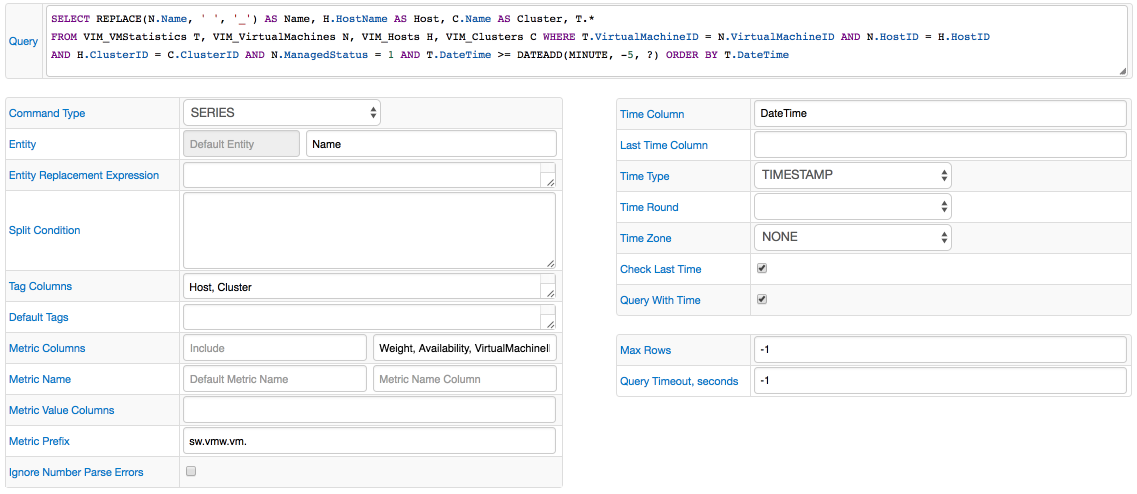 Query
SELECT REPLACE(N.Name, ' ', '_') AS Name, H.HostName AS Host, C.Name AS Cluster, T.*
FROM VIM_VMStatistics T, VIM_VirtualMachines N, VIM_Hosts H, VIM_Clusters C WHERE T.VirtualMachineID = N.VirtualMachineID AND N.HostID = H.HostID
AND H.ClusterID = C.ClusterID AND N.ManagedStatus = 1 AND T.DateTime >= DATEADD(MINUTE, -5, ?) ORDER BY T.DateTime
Command Type SERIES
Entity Default Entity Name
Entity Replacement Expression
Split Condition
Tag Columns Host, Cluster
Default Tags
Metric Columns Include Weight, Availability, VirtualMachineI
Metric Name Default Metric Name Metric Name Column
Metric Value Columns
Metric Prefix sw.vmw.vm.
Ignore Number Parse Errors
Time Column DateTime
Last Time Column
Time Type TIMESTAMP
Time Round
Time Zone NONE
Check Last Time
Query With Time
Max Rows -1
Query Timeout, seconds -1